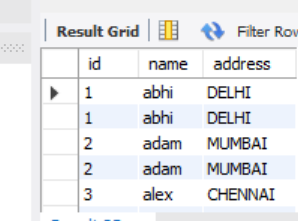 Result Grid Filter Row
id name address
1 abhi DELHI
1 abhi DELHI
2 adam MUMBAI
2 adam MUMBAI
3 alex CHENNAI